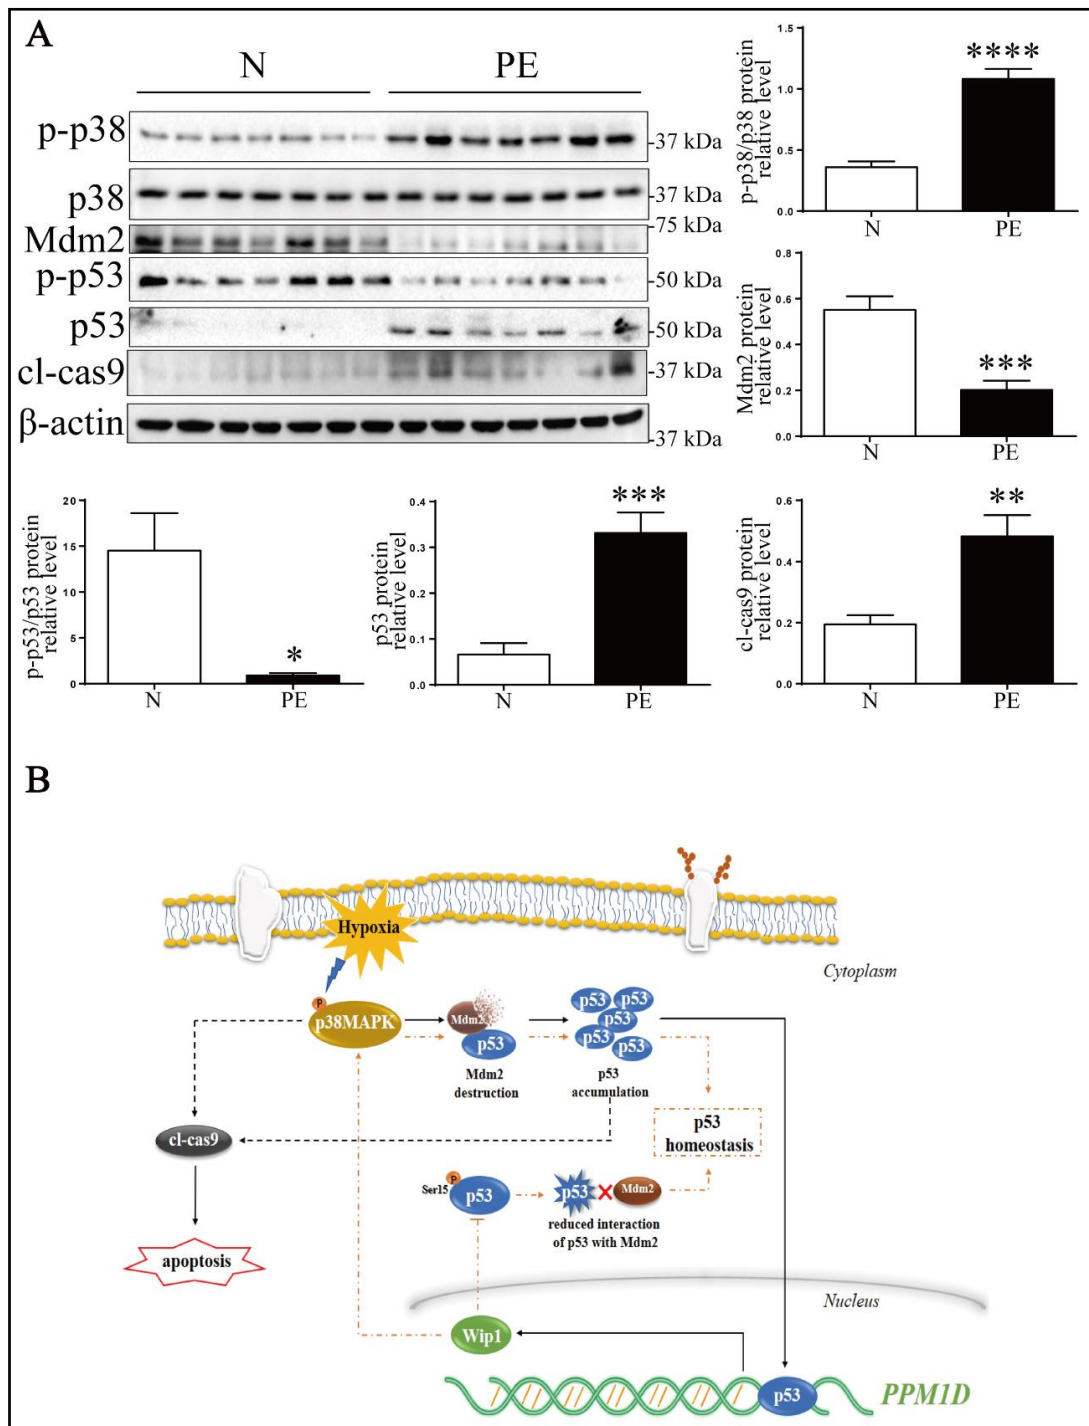 A
N PE
p-p38
-37 kDa
p38
-37 kDa
-75 kDa
Mdm2
p-p53
-50 kDa
p53
-50 kDa
cl-cas9
-37 kDa
β-actin
-37 kDa
p-p38/p38 protein
relative level
1.5
1.0
0.5
0.0
****
N PE
Mdm2 protein
relative level
0.8
0.6
0.4
0.2
0.0
***
N PE
p-p53/p53 protein
relative level
20
15
10
5
0
*
N PE
p53 protein
relative level
0.4
0.3
0.2
0.1
0.0
***
N PE
cl-cas9 protein
relative level
0.6
0.4
0.2
0.0
**
N PE
B
Hypoxia
Cytoplasm
P
p38MAPK
Mdm2
p53
Mdm2
destruction
p53
p53
p53
p53
p53
p53
accumulation
cl-cas9
p53
homeostasis
P
Ser15
p53
p53
Mdm2
reduced interaction
of p53 with Mdm2
apoptosis
Nucleus
Wip1
p53
PPM1D